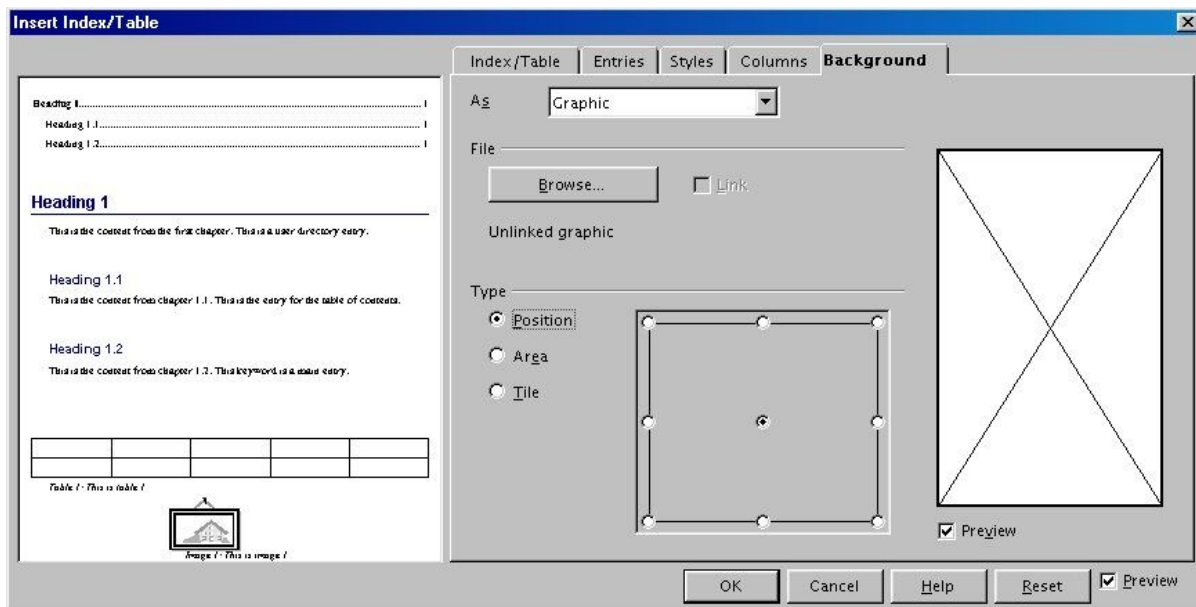 Insert Index/Table
Index/Table Entries Styles Columns Background
Heading 1 1
Heading 1.1 1
Heading 1.2 1
Heading 1
This is the content from the first chapter. This is a user directory entry.
Heading 1.1
This is the content from chapter 1.1. This is the entry for the table of contents.
Heading 1.2
This is the content from chapter 1.2. This keyword is a main entry.
Table 1: This is table 1
Image 1: This is image 1
As Graphic
File
Browse... Link
Unlinked graphic
Type
Position
Area
Tile
Preview
OK Cancel Help Reset Preview